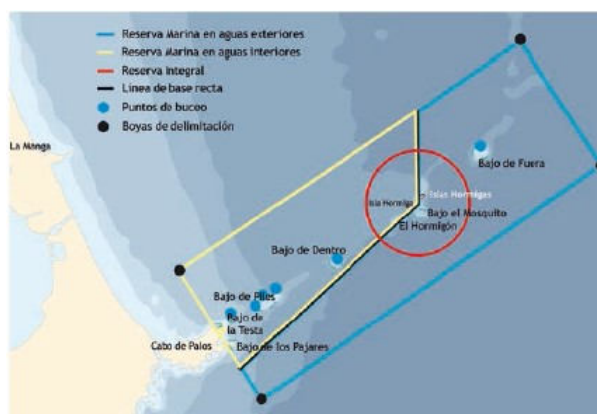 Reserva Marina en aguas exteriores
Reserva Marina en aguas interiores
Reserva Integral
Línea de base recta
Puntos de buceo
Boyas de delimitación
La Manga
Bajo de Fuera
Islas Hormigas
Isla Hormiga
Bajo el Mosquito
El Hormigón
Bajo de Dentro
Bajo de Piles
Bajo de
la Testa
Cabo de Palos
Bajo de los Pajares